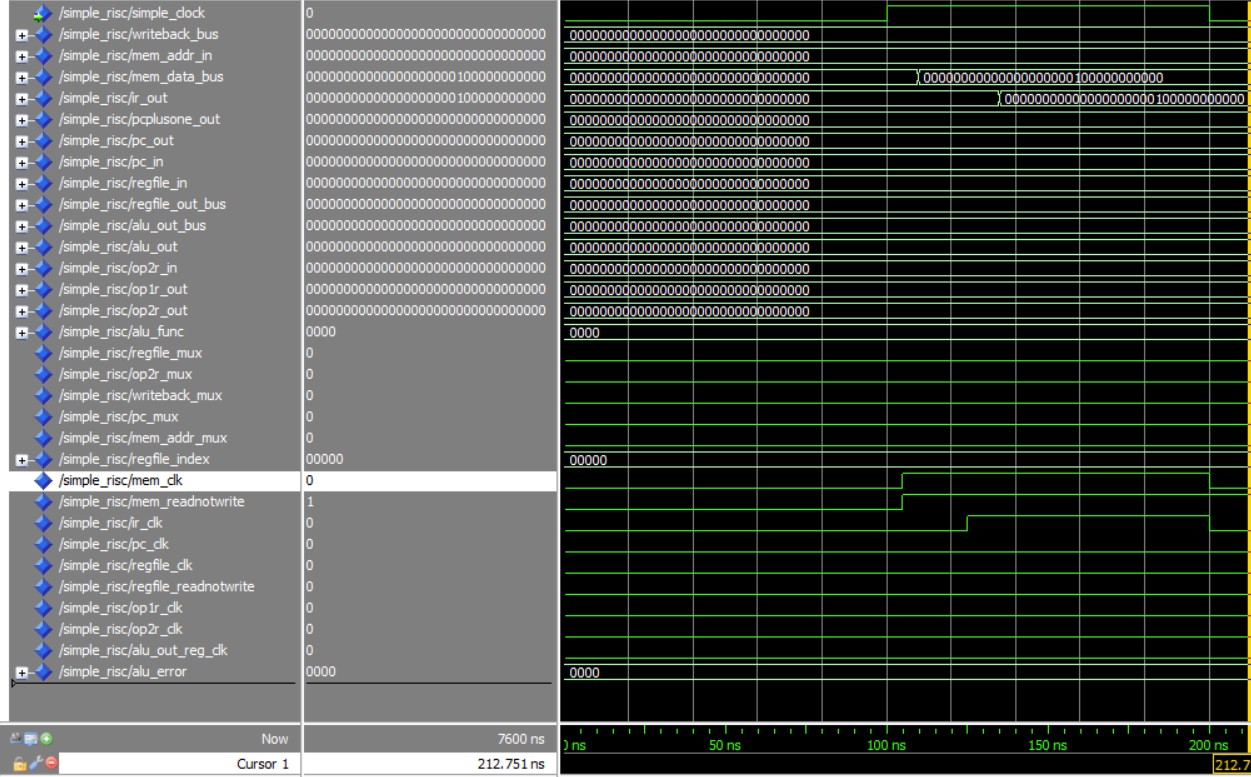 /simple_risc/simple_clock 0
/simple_risc/writeback_bus 00000000000000000000000000000000 00000000000000000000000000000000
/simple_risc/mem_addr_in 00000000000000000000000000000000 00000000000000000000000000000000
/simple_risc/mem_data_bus 00000000000000000000100000000000 00000000000000000000000000000000 00000000000000000000100000000000
/simple_risc/ir_out 00000000000000000000100000000000 00000000000000000000000000000000 00000000000000000000100000000000
/simple_risc/pcplusone_out 00000000000000000000000000000000 00000000000000000000000000000000
/simple_risc/pc_out 00000000000000000000000000000000 00000000000000000000000000000000
/simple_risc/pc_in 00000000000000000000000000000000 00000000000000000000000000000000
/simple_risc/regfile_in 00000000000000000000000000000000 00000000000000000000000000000000
/simple_risc/regfile_out_bus 00000000000000000000000000000000 00000000000000000000000000000000
/simple_risc/alu_out_bus 00000000000000000000000000000000 00000000000000000000000000000000
/simple_risc/alu_out 00000000000000000000000000000000 00000000000000000000000000000000
/simple_risc/op2r_in 00000000000000000000000000000000 00000000000000000000000000000000
/simple_risc/op1r_out 00000000000000000000000000000000 00000000000000000000000000000000
/simple_risc/op2r_out 00000000000000000000000000000000 00000000000000000000000000000000
/simple_risc/alu_func 0000 0000
/simple_risc/regfile_mux 0
/simple_risc/op2r_mux 0
/simple_risc/writeback_mux 0
/simple_risc/pc_mux 0
/simple_risc/mem_addr_mux 0
/simple_risc/regfile_index 00000 00000
/simple_risc/mem_clk 0
/simple_risc/mem_readnotwrite 1
/simple_risc/ir_clk 0
/simple_risc/pc_clk 0
/simple_risc/regfile_clk 0
/simple_risc/regfile_readnotwrite 0
/simple_risc/op1r_clk 0
/simple_risc/op2r_clk 0
/simple_risc/alu_out_reg_clk 0
/simple_risc/alu_error 0000 0000
Now 7600 ns ns 50 ns 100 ns 150 ns 200 ns
Cursor 1 212.751 ns 212.7